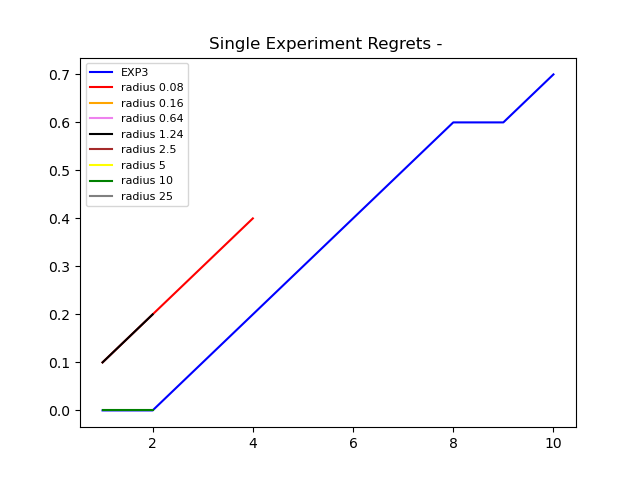 Single Experiment Regrets -
EXP3
radius 0.08
radius 0.16
radius 0.64
radius 1.24
radius 2.5
radius 5
radius 10
radius 25
0.7
0.6
0.5
0.4
0.3
0.2
0.1
0.0
2 4 6 8 10